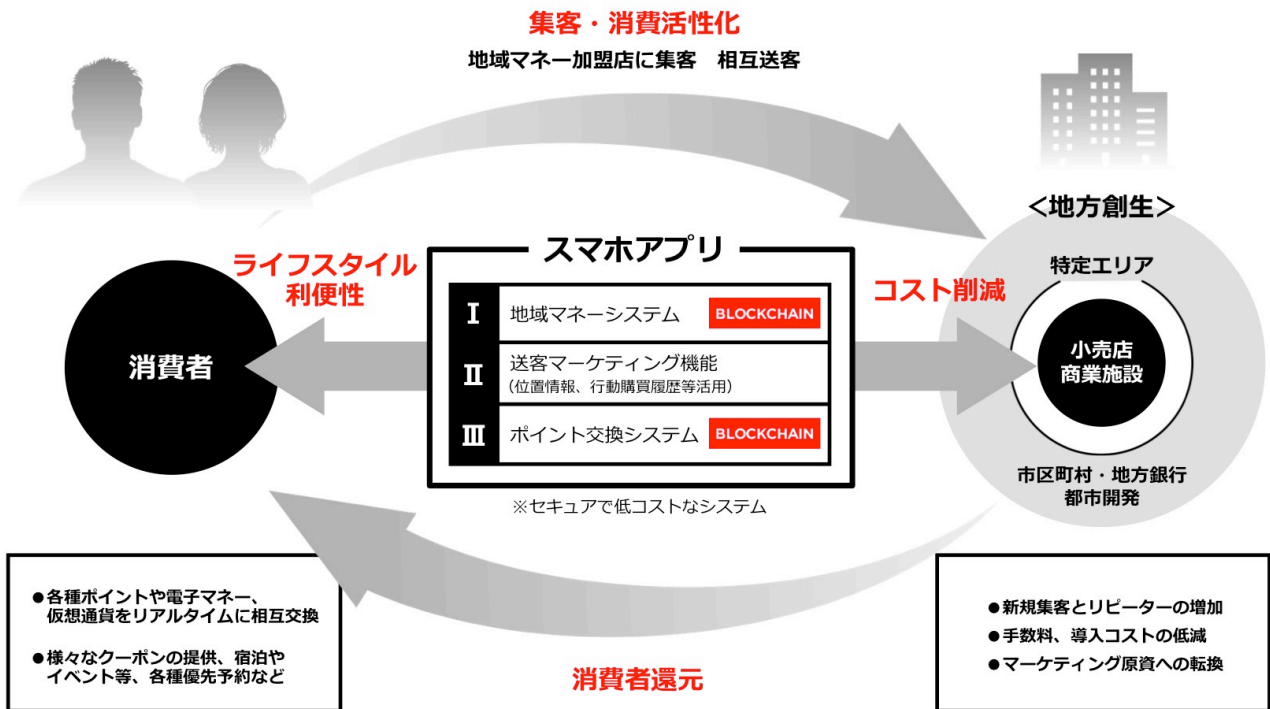 集客・消費活性化
地域マネー加盟店に集客　相互送客
＜地方創生＞
特定エリア
小売店
商業施設
市区町村・地方銀行
都市開発
ライフスタイル
利便性
消費者
スマホアプリ
Ⅰ 地域マネーシステム BLOCKCHAIN
Ⅱ 送客マーケティング機能
(位置情報、行動購買履歴等活用)
Ⅲ ポイント交換システム BLOCKCHAIN
※セキュアで低コストなシステム
コスト削減
●各種ポイントや電子マネー、
仮想通貨をリアルタイムに相互交換
●様々なクーポンの提供、宿泊や
イベント等、各種優先予約など
消費者還元
●新規集客とリピーターの増加
●手数料、導入コストの低減
●マーケティング原資への転換